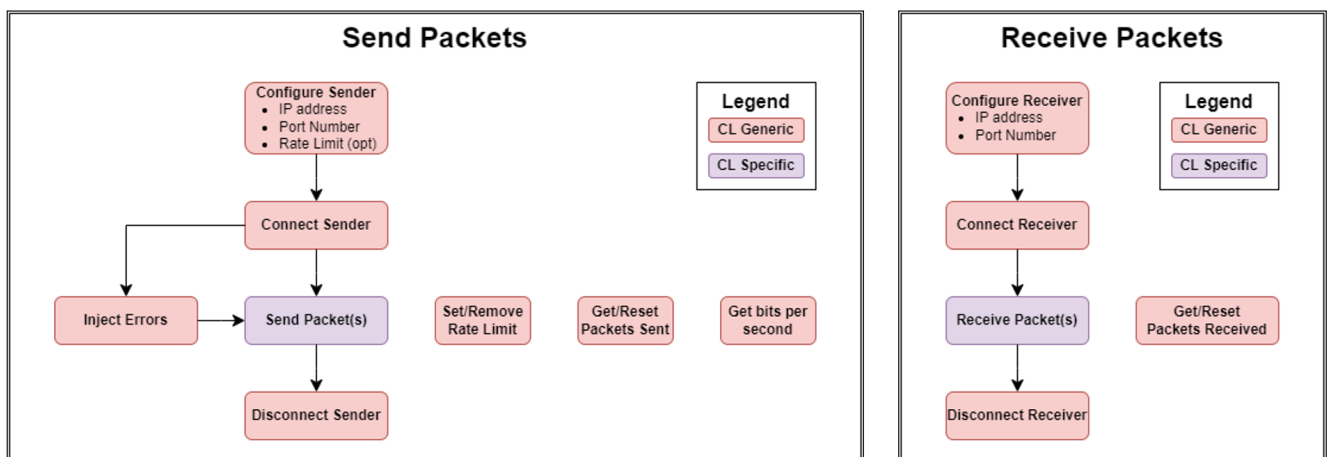 Send Packets
Configure Sender
• IP address
• Port Number
• Rate Limit (opt)
Legend
CL Generic
CL Specific
Connect Sender
Inject Errors
Send Packet(s)
Set/Remove
Rate Limit
Get/Reset
Packets Sent
Get bits per
second
Disconnect Sender
Receive Packets
Configure Receiver
• IP address
• Port Number
Legend
CL Generic
CL Specific
Connect Receiver
Receive Packet(s)
Get/Reset
Packets Received
Disconnect Receiver